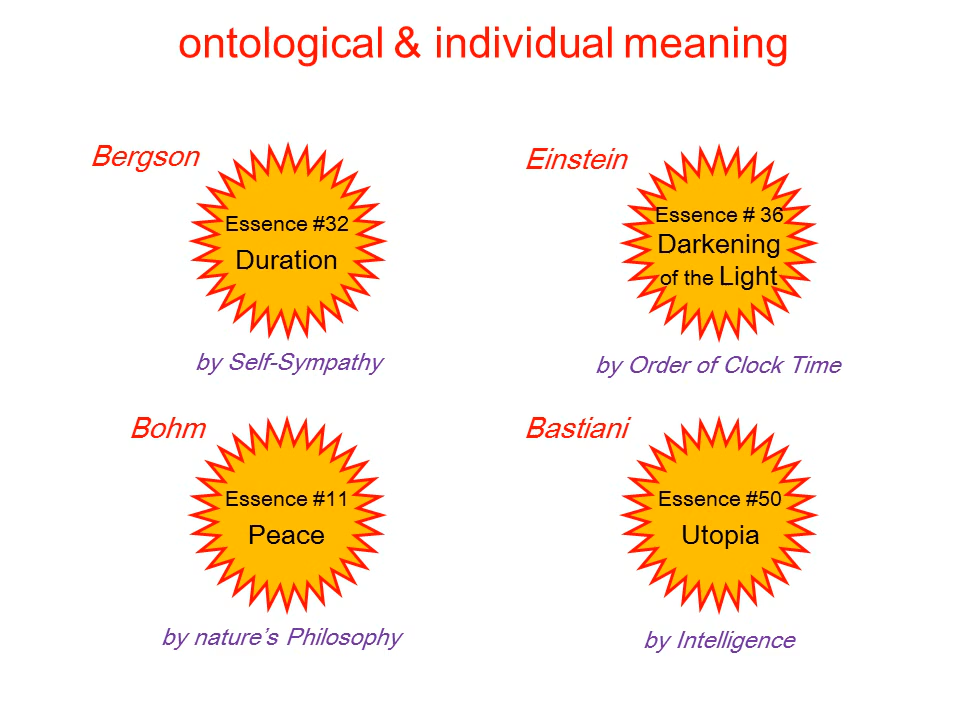 ontological & individual meaning
Bergson
Essence #32
Duration
by Self-Sympathy
Einstein
Essence # 36
Darkening
of the Light
by Order of Clock Time
Bohm
Essence #11
Peace
by nature’s Philosophy
Bastiani
Essence #50
Utopia
by Intelligence